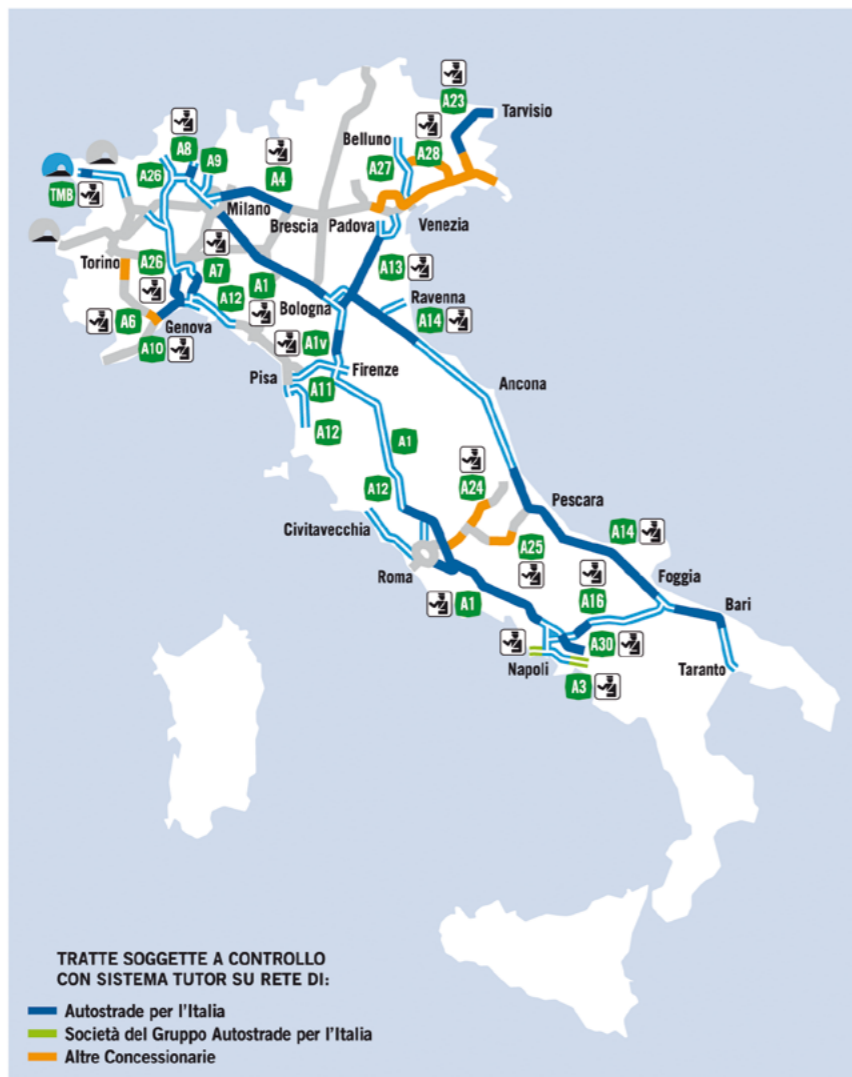 A23
Tarvisio
Belluno
A28
A8
A9
A27
A26
A4
TMB
Milano
Brescia
Padova
Venezia
Torino
A26
A7
A13
A12
A1
Bologna
Ravenna
A6
Genova
A14
A10
A1v
Firenze
Pisa
A11
Ancona
A12
A1
A12
A24
Pescara
Civitavecchia
A14
A25
Roma
Foggia
A16
A1
Bari
A30
Napoli
Taranto
A3
TRATTE SOGGETTE A CONTROLLO
CON SISTEMA TUTOR SU RETE DI:
Autostrade per l'Italia
Società del Gruppo Autostrade per l'Italia
Altre Concessionarie